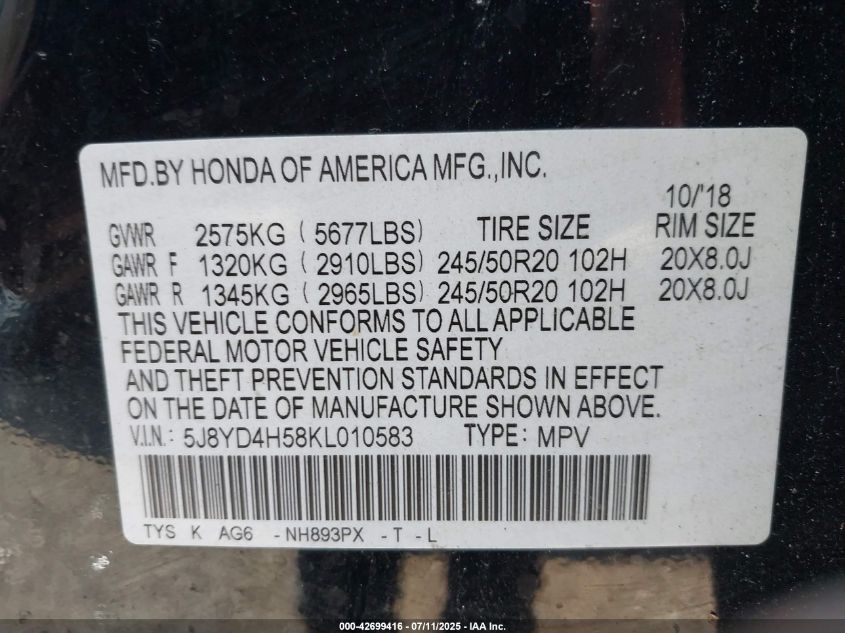 MFD.BY HONDA OF AMERICA MFG.,INC.
10/'18
GVWR 2575KG ( 5677LBS) TIRE SIZE RIM SIZE
GAWR F 1320KG ( 2910LBS) 245/50R20 102H 20X8.0J
GAWR R 1345KG ( 2965LBS) 245/50R20 102H 20X8.0J
THIS VEHICLE CONFORMS TO ALL APPLICABLE
FEDERAL MOTOR VEHICLE SAFETY
AND THEFT PREVENTION STANDARDS IN EFFECT
ON THE DATE OF MANUFACTURE SHOWN ABOVE.
V.I.N.: 5J8YD4H58KL010583 TYPE: MPV
TYS K AG6 -NH893PX -T -L
000-42699416 - 07/11/2025 - IAA Inc.